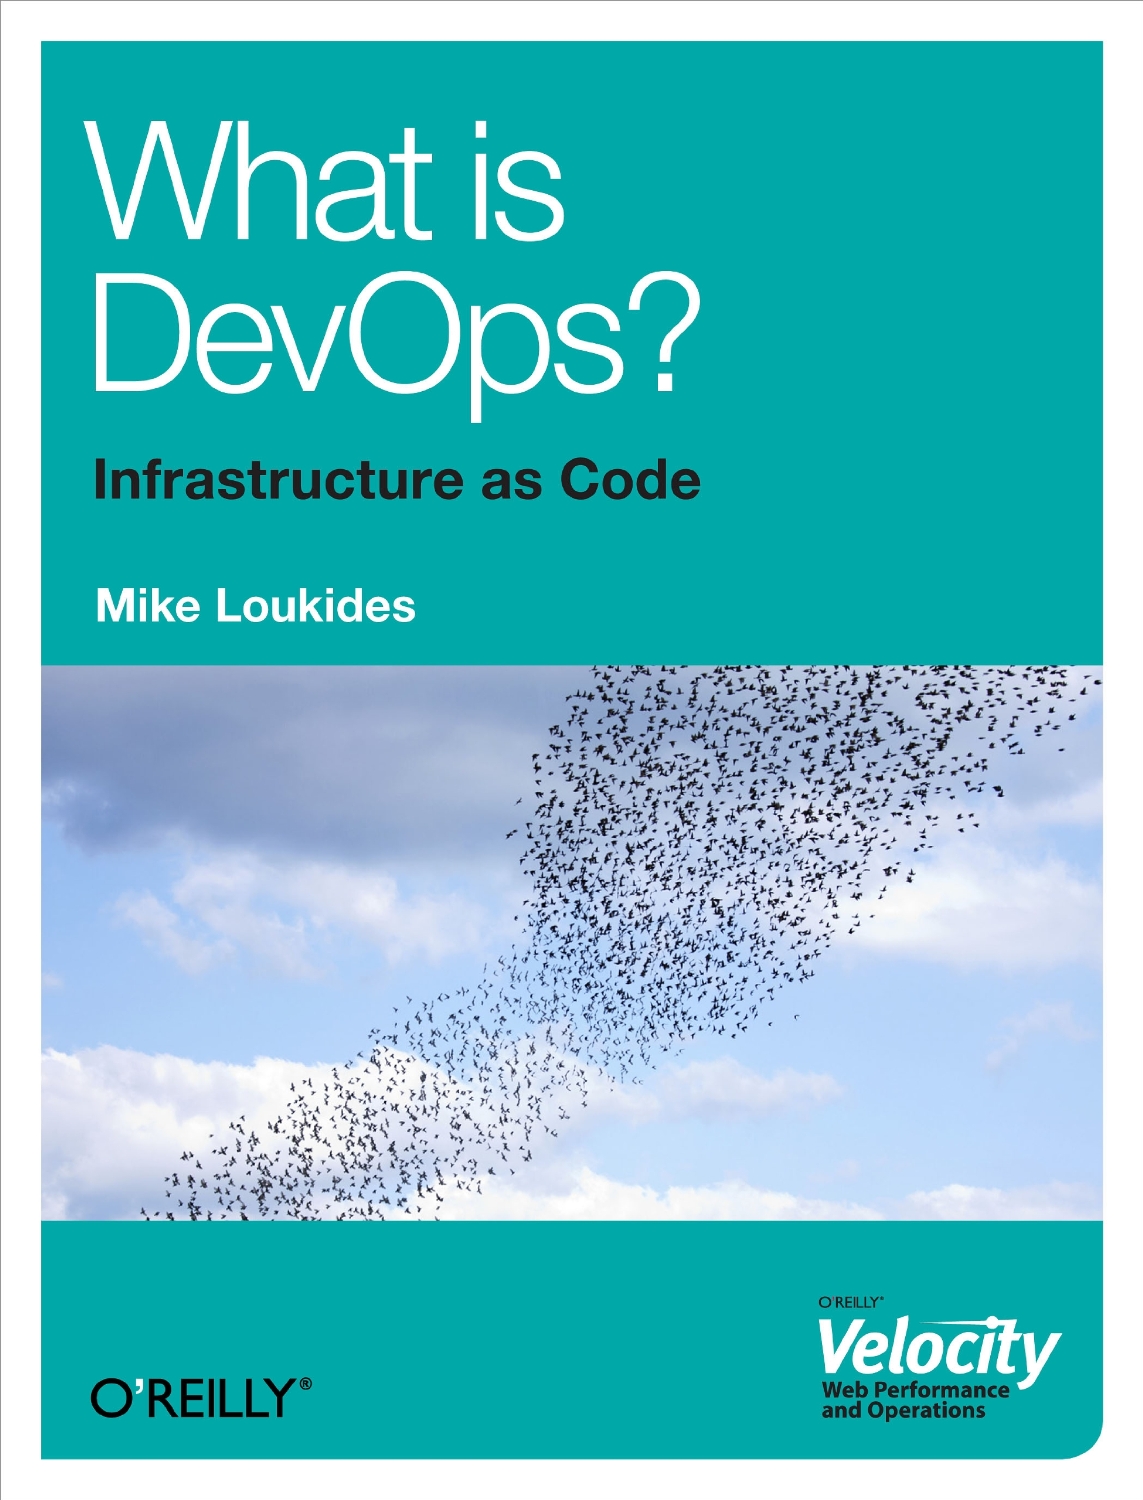 What is
DevOps?
Infrastructure as Code
Mike Loukides
O'REILLY®
Velocity
Web Performance
and Operations
O'REILLY®